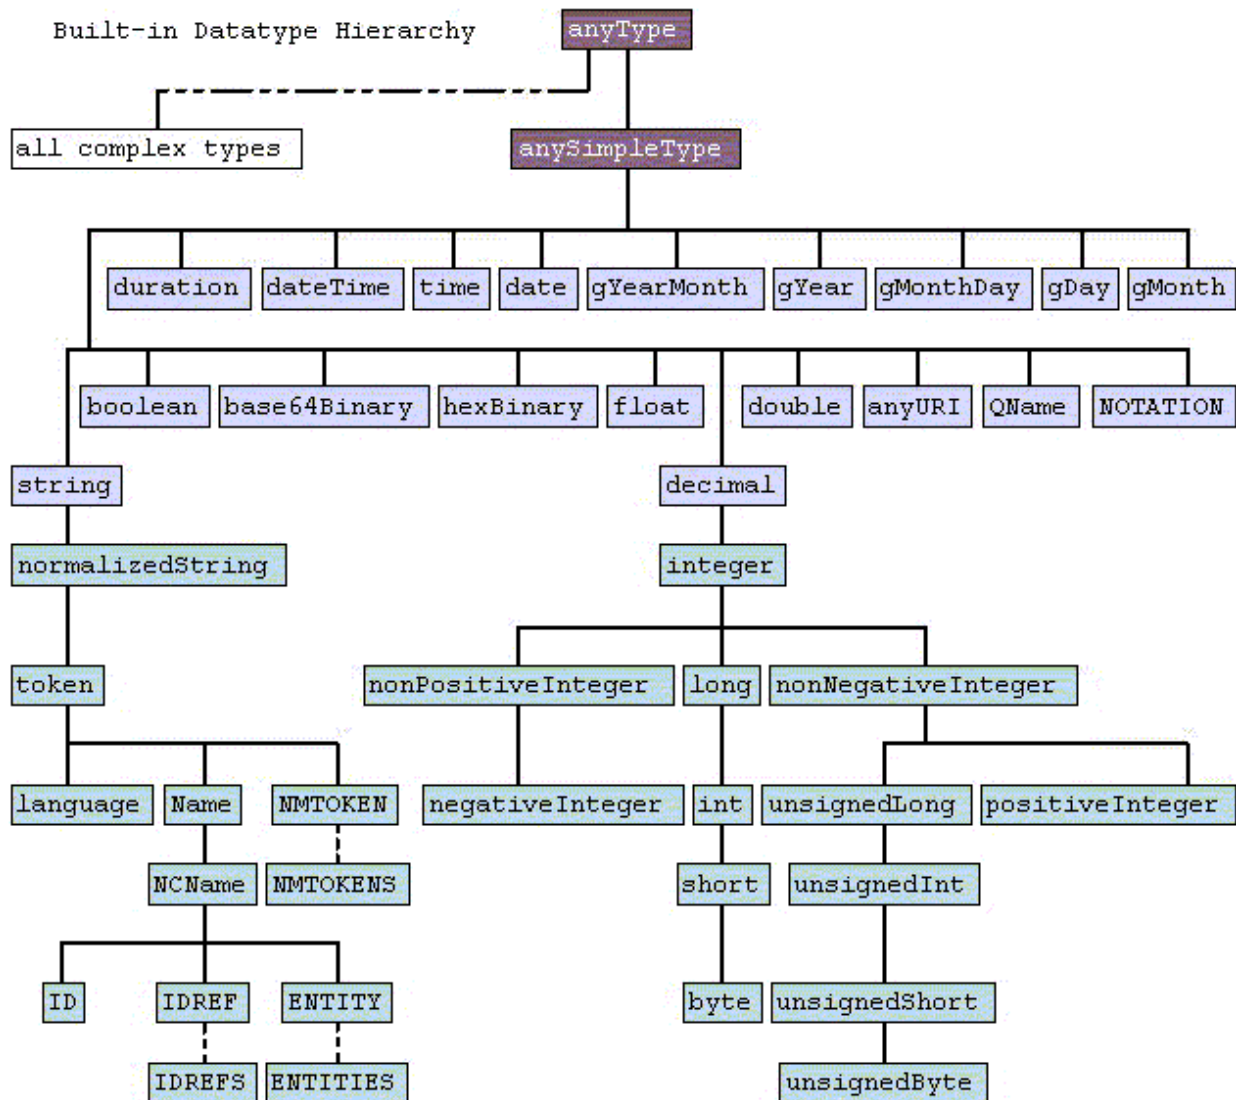 Built-in Datatype Hierarchy
anyType
all complex types
anySimpleType
duration
dateTime
time
date
gYearMonth
gYear
gMonthDay
gDay
gMonth
boolean
base64Binary
hexBinary
float
double
anyURI
QName
NOTATION
string
decimal
normalizedString
integer
token
nonPositiveInteger
long
nonNegativeInteger
language
Name
NMTOKEN
negativeInteger
int
unsignedLong
positiveInteger
NCName
NMTOKENS
short
unsignedInt
ID
IDREF
ENTITY
byte
unsignedShort
IDREFS
ENTITIES
unsignedByte